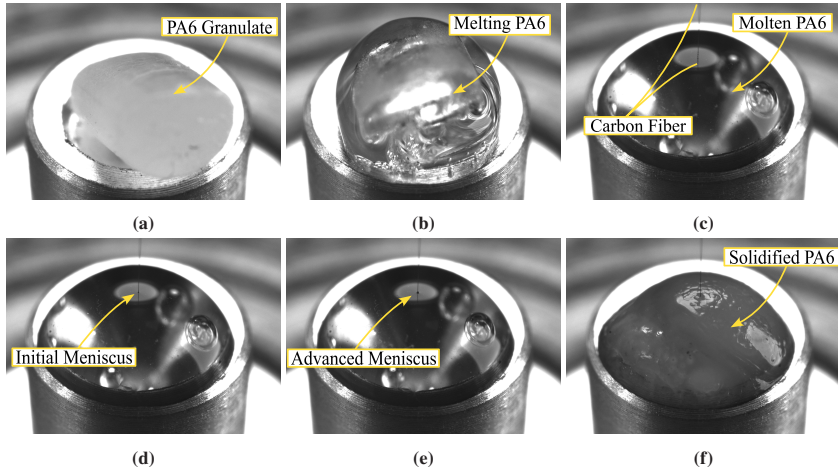 PA6 Granulate
Melting PA6
Molten PA6
Carbon Fiber
(a)
(b)
(c)
Initial Meniscus
Advanced Meniscus
Solidified PA6
(d)
(e)
(f)